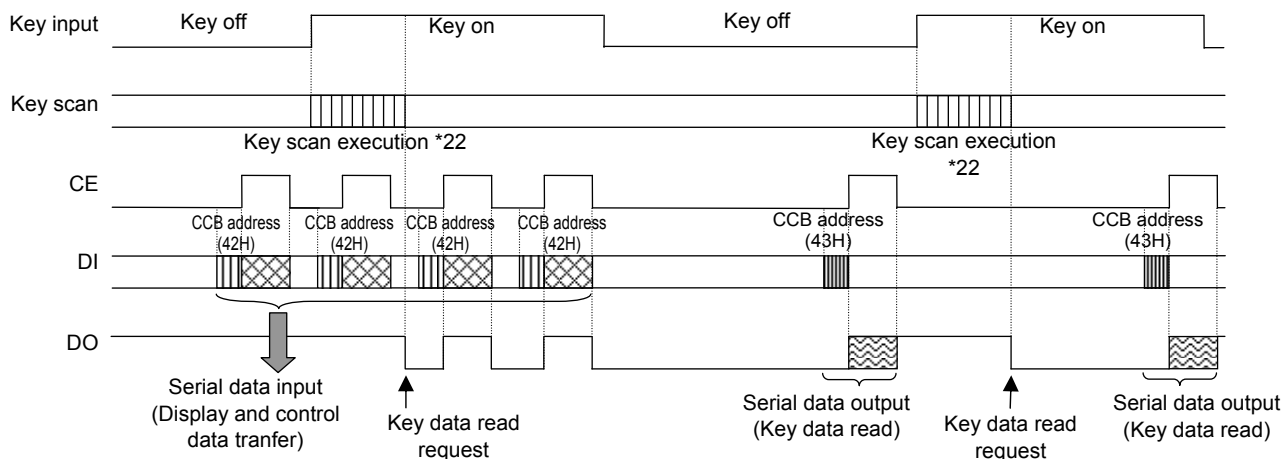 Key input
Key off
Key on
Key off
Key on
Key scan
Key scan execution *22
Key scan execution
*22
CE
CCB address
(42H)
CCB address
(42H)
CCB address
(42H)
CCB address
(42H)
CCB address
(43H)
CCB address
(43H)
DI
DO
Serial data input
(Display and control
data tranfer)
Key data read
request
Serial data output
(Key data read)
Key data read
request
Serial data output
(Key data read)